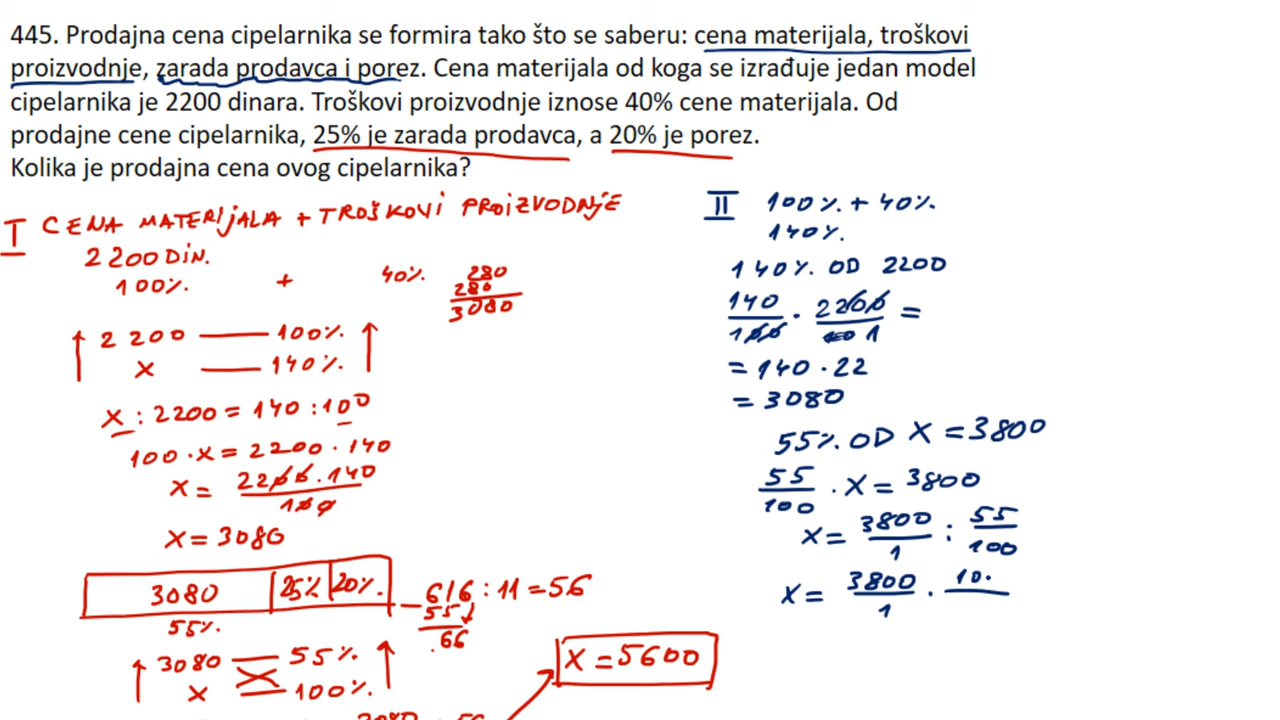 445. Prodajna cena cipelarnika se formira tako što se saberu: cena materijala, troškovi
proizvodnje, zarada prodavca i porez. Cena materijala od koga se izrađuje jedan model
cipelarnika je 2200 dinara. Troškovi proizvodnje iznose 40% cene materijala. Od
prodajne cene cipelarnika, 25% je zarada prodavca, a 20% je porez.
Kolika je prodajna cena ovog cipelarnika?
I CENA MATERIJALA + TROŠKOVI PROIZVODNJE
2200 DIN.
100% + 40%
280
280
3080
2200 — 100%
X — 140%
X : 2200 = 140 : 100
100 · X = 2200 · 140
X = 2200 · 140 / 100
X = 3080
3080 25% 20%
55%
616 : 11 = 56
55
66
3080 — 55%
X — 100%
X = 5600
II 100% + 40%
140%
140% OD 2200
140/100 · 2200/1 =
= 140 · 22
= 3080
55% OD X = 3800
55/100 · X = 3800
X = 3800/1 : 55/100
X = 3800/1 · 10